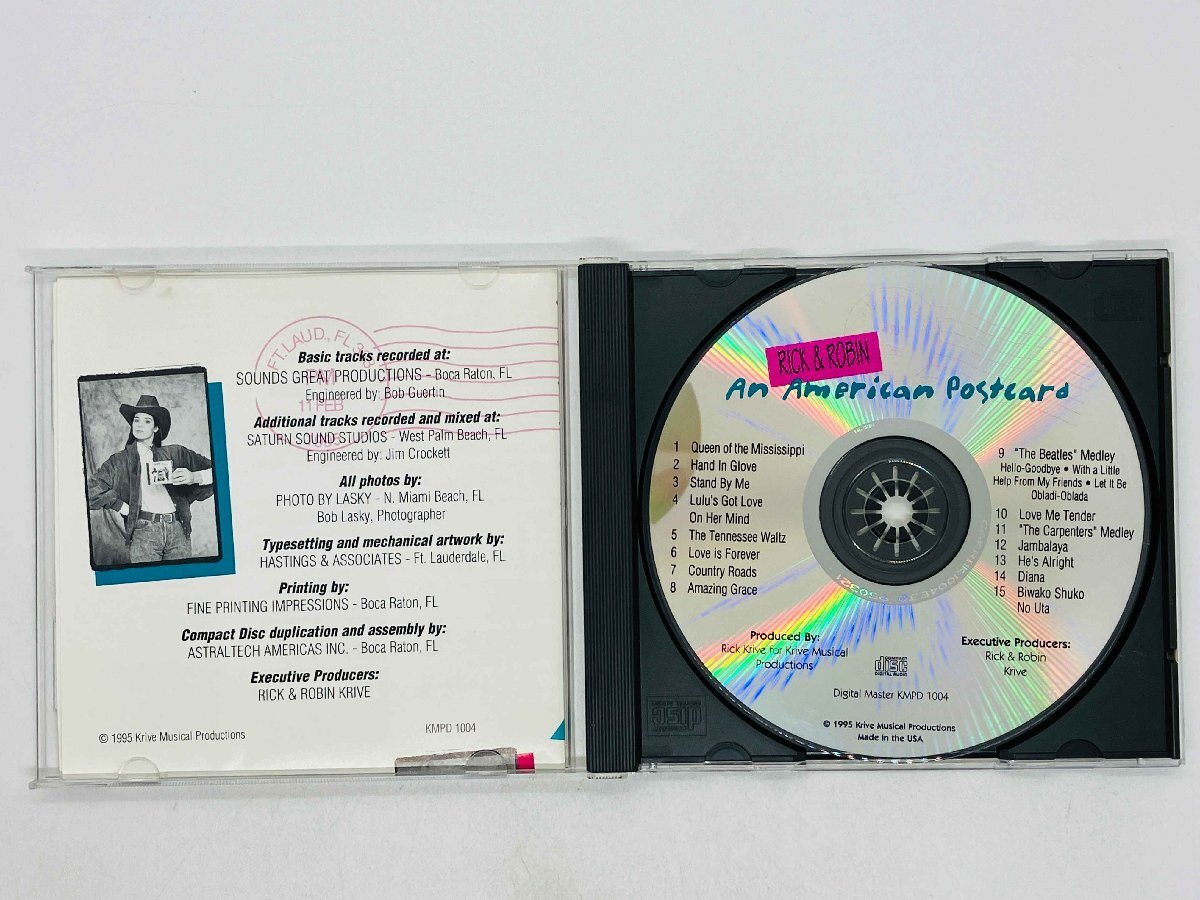 FT. LAUD., FL 3
PM
11 FEB
Basic tracks recorded at:
SOUNDS GREAT PRODUCTIONS - Boca Raton, FL
Engineered by: Bob Guertin
Additional tracks recorded and mixed at:
SATURN SOUND STUDIOS - West Palm Beach, FL
Engineered by: Jim Crockett
All photos by:
PHOTO BY LASKY - N. Miami Beach, FL
Bob Lasky, Photographer
Typesetting and mechanical artwork by:
HASTINGS & ASSOCIATES - Ft. Lauderdale, FL
Printing by:
FINE PRINTING IMPRESSIONS - Boca Raton, FL
Compact Disc duplication and assembly by:
ASTRALTECH AMERICAS INC. - Boca Raton, FL
Executive Producers:
RICK & ROBIN KRIVE
© 1995 Krive Musical Productions
KMPD 1004
RICK & ROBIN
An American Postcard
1 Queen of the Mississippi
2 Hand In Glove
3 Stand By Me
4 Lulu's Got Love
On Her Mind
5 The Tennessee Waltz
6 Love is Forever
7 Country Roads
8 Amazing Grace
9 "The Beatles" Medley
Hello-Goodbye • With a Little
Help From My Friends • Let It Be
Obladi-Oblada
10 Love Me Tender
11 "The Carpenters" Medley
12 Jambalaya
13 He's Alright
14 Diana
15 Biwako Shuko
No Uta
Produced By:
Rick Krive for Krive Musical
Productions
Executive Producers:
Rick & Robin
Krive
COMPACT
disc
DIGITAL AUDIO
Digital Master KMPD 1004
© 1995 Krive Musical Productions
Made in the USA